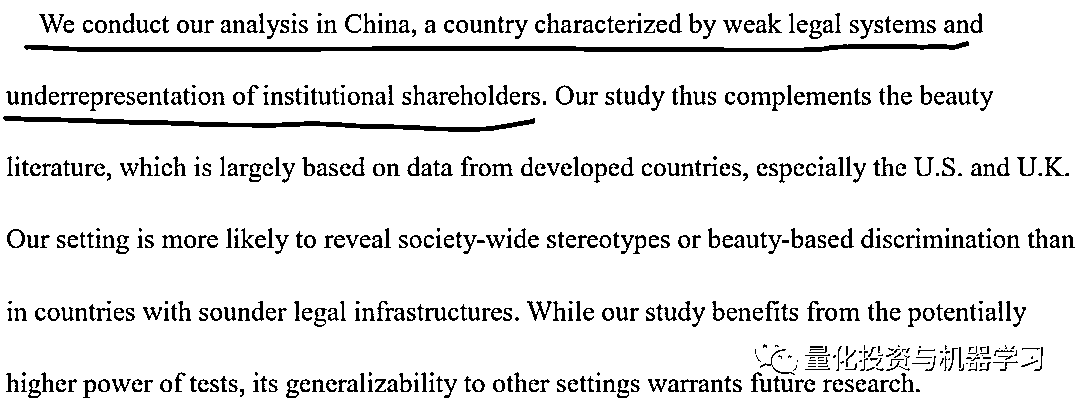 We conduct our analysis in China, a country characterized by weak legal systems and
underrepresentation of institutional shareholders. Our study thus complements the beauty
literature, which is largely based on data from developed countries, especially the U.S. and U.K.
Our setting is more likely to reveal society-wide stereotypes or beauty-based discrimination than
in countries with sounder legal infrastructures. While our study benefits from the potentially
量化投资与机器学习
higher power of tests, its generalizability to other settings warrants future research.